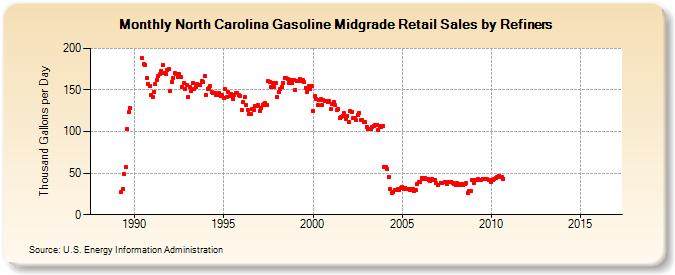 Monthly North Carolina Gasoline Midgrade Retail Sales by Refiners
Thousand Gallons per Day
200
150
100
50
0
1990 1995 2000 2005 2010 2015
Source: U.S. Energy Information Administration